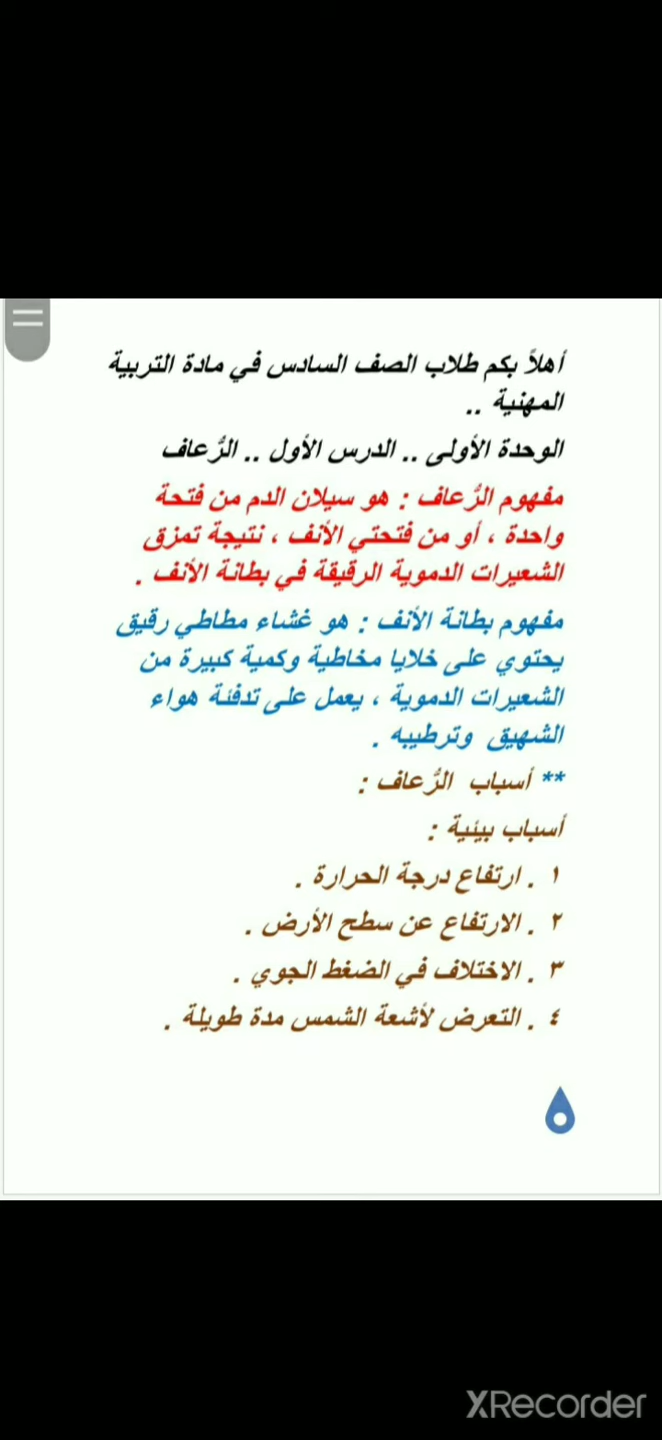 أهلاً بكم طلاب الصف السادس في مادة التربية
المهنية ..
الوحدة الأولى .. الدرس الأول .. الرُّعاف
مفهوم الرُّعاف : هو سيلان الدم من فتحة
واحدة ، أو من فتحتي الأنف ، نتيجة تمزق
الشعيرات الدموية الرقيقة في بطانة الأنف .
مفهوم بطانة الأنف : هو غشاء مطاطي رقيق
يحتوي على خلايا مخاطية وكمية كبيرة من
الشعيرات الدموية ، يعمل على تدفئة هواء
الشهيق وترطيبه .
** أسباب الرُّعاف :
أسباب بيئية :
١ . ارتفاع درجة الحرارة .
٢ . الارتفاع عن سطح الأرض .
٣ . الاختلاف في الضغط الجوي .
٤ . التعرض لأشعة الشمس مدة طويلة .
XRecorder